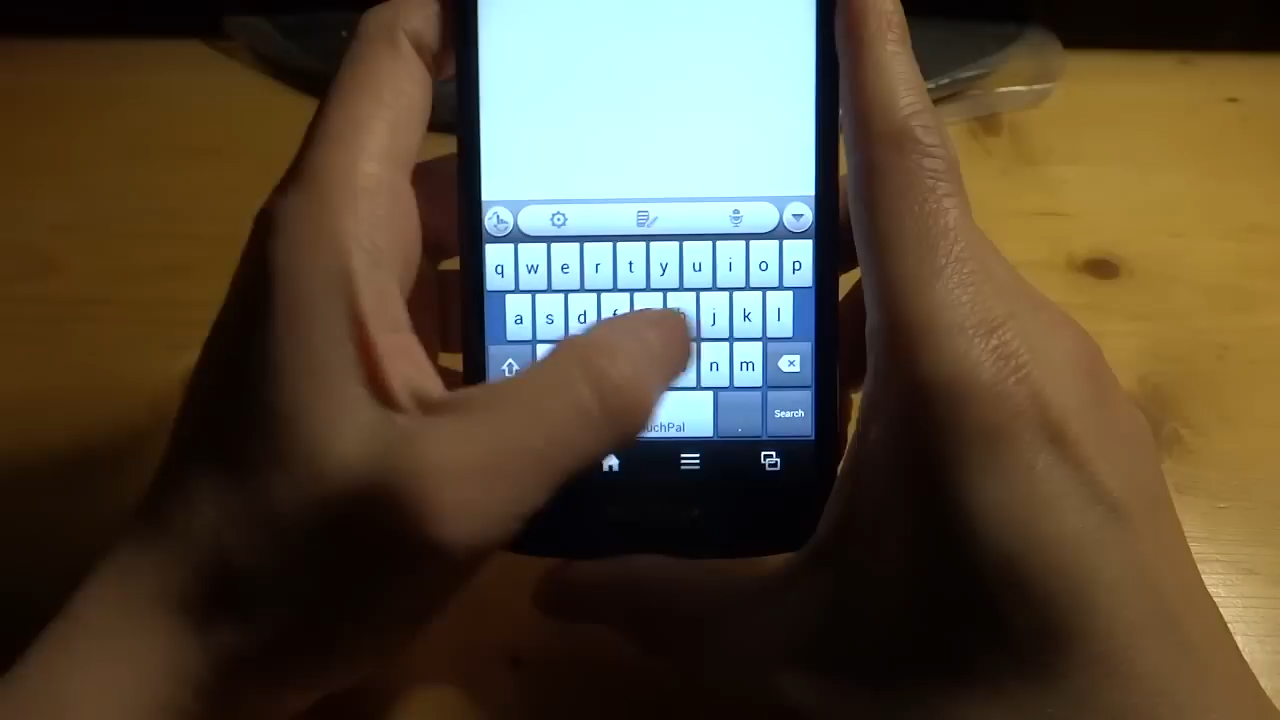 q w e r t y u i o p
a s d f h j k l
n m
uchPal . Search